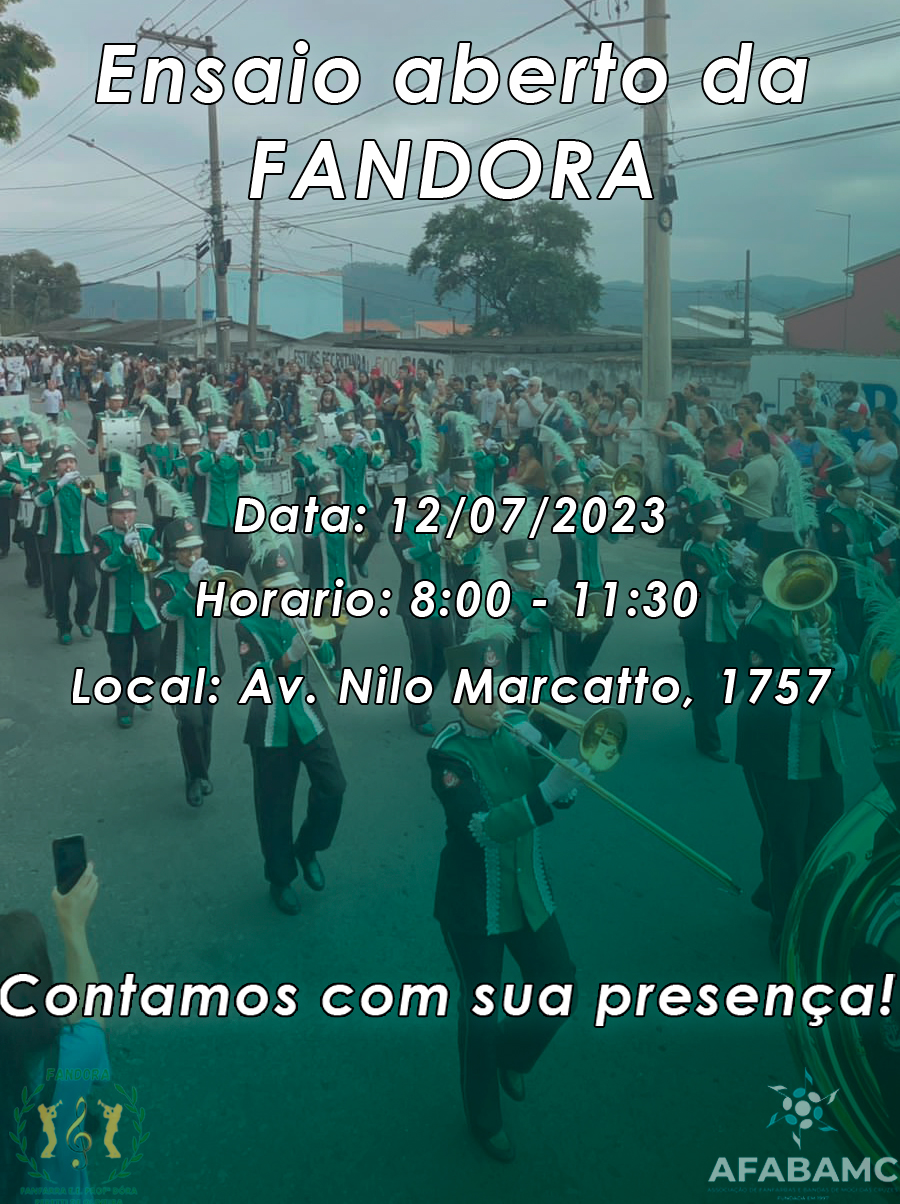 Ensaio aberto da
FANDORA
Data: 12/07/2023
Horario: 8:00 - 11:30
Local: Av. Nilo Marcatto, 1757
Contamos com sua presença!
FANDORA
AFABAMC